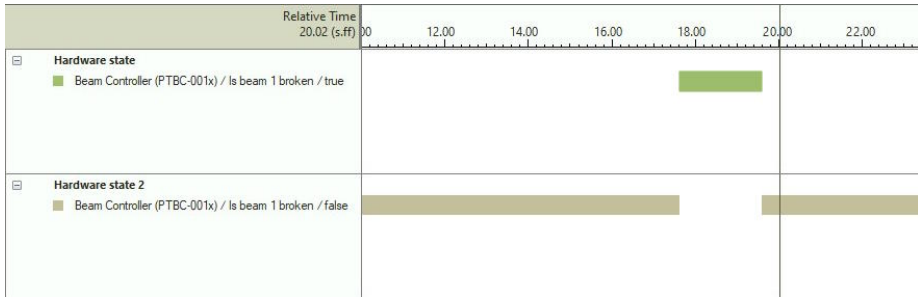 Relative Time
20.02 (s.ff)
00 12.00 14.00 16.00 18.00 20.00 22.00
Hardware state
Beam Controller (PTBC-001x) / Is beam 1 broken / true
Hardware state 2
Beam Controller (PTBC-001x) / Is beam 1 broken / false